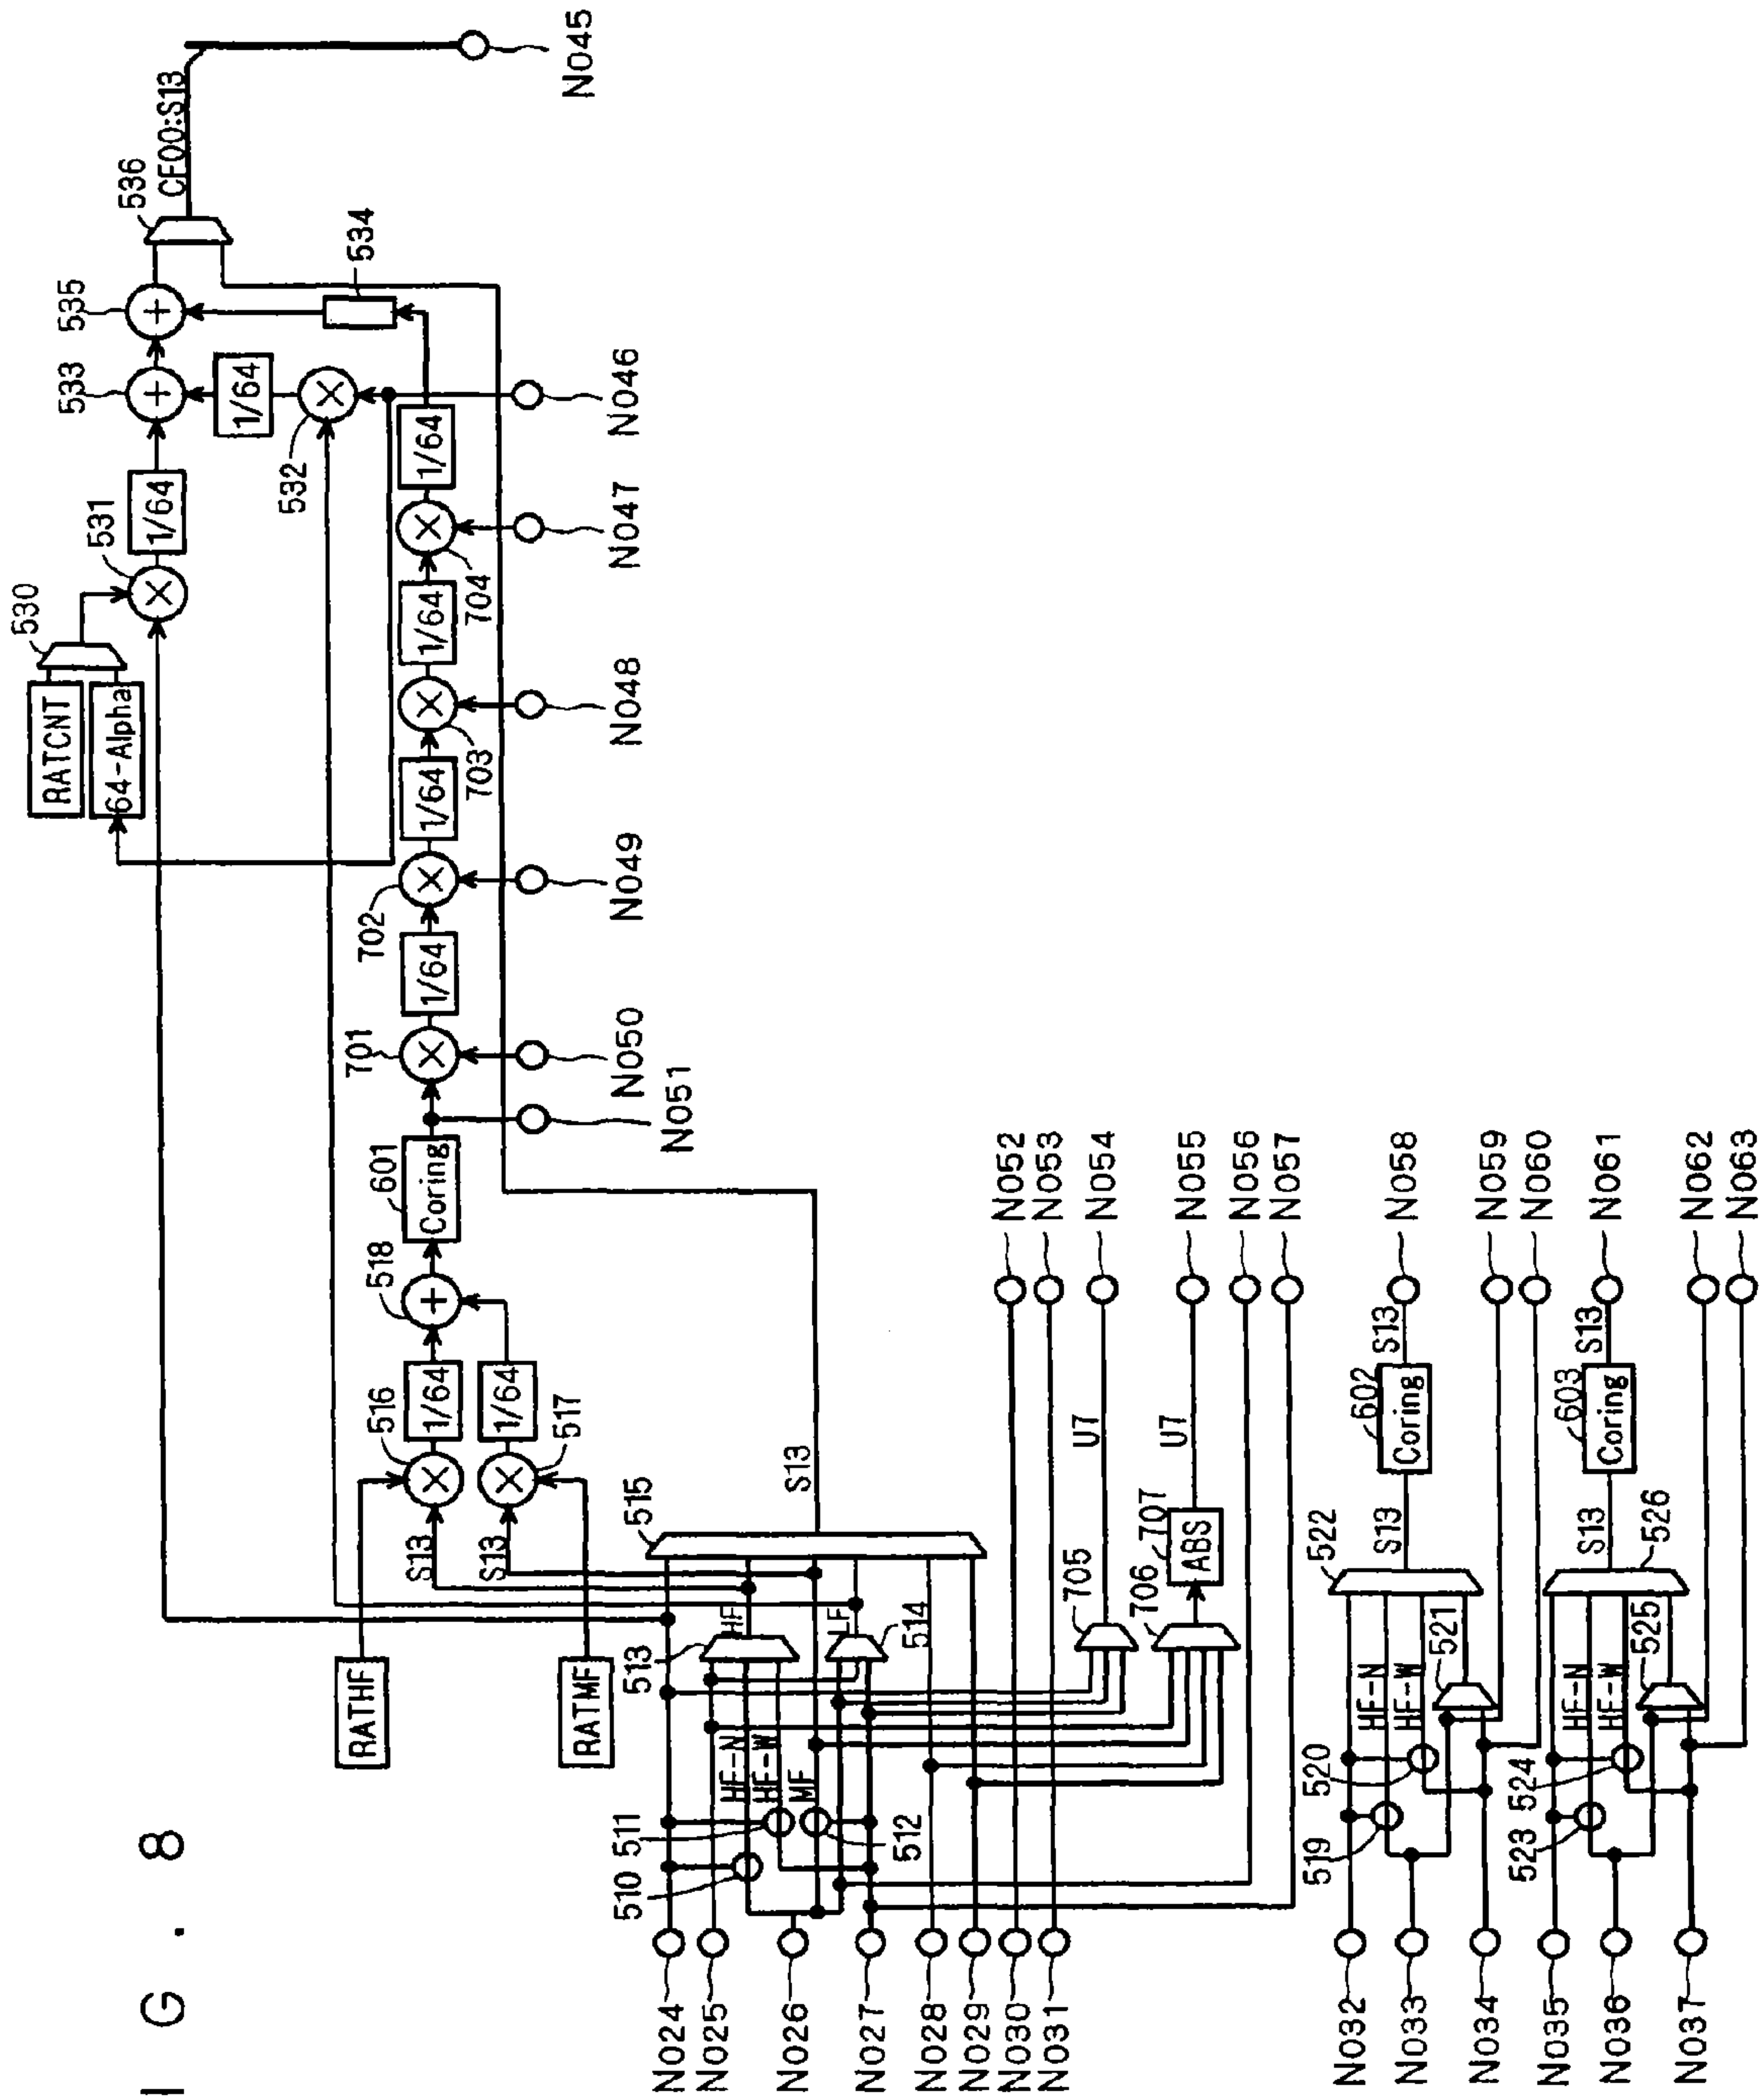 I G . 8
N045
CE00:S13
536
535
534
533
1/64
532
N046
1/64
N047
1/64
531
530
RATCNT
64-Alpha
704
1/64
N048
703
1/64
N049
702
1/64
N050
701
N051
601
Coring
518
516
1/64
1/64
517
S13
S13
RATHF
RATMF
515
S13
513
HF
LF
514
HF-N
HF-W
MF
510
511
512
N024
N025
N026
N027
N028
N029
N030
N031
705
U7
706
707
ABS
U7
N052
N053
N054
N055
N056
N057
N032
N033
N034
N035
N036
N037
519
520
HF-N
HF-W
521
522
S13
602
Coring
S13
N058
N059
N060
523
524
HF-N
HF-W
525
526
S13
603
Coring
S13
N061
N062
N063